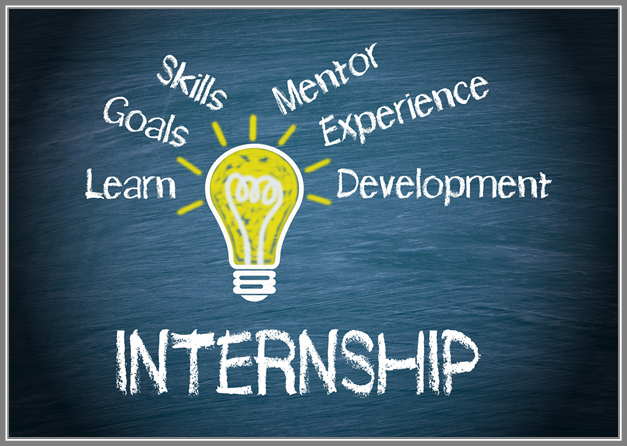 Skills
Mentor
Goals
Experience
Learn
Development
INTERNSHIP